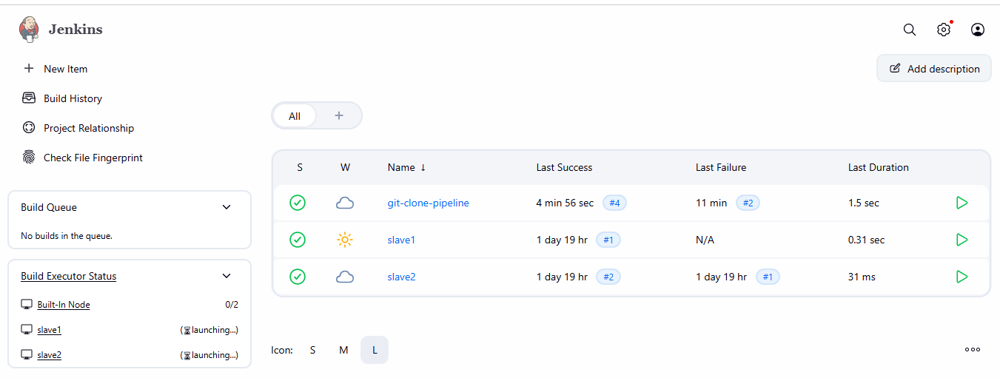 Jenkins
New Item
Build History
Project Relationship
Check File Fingerprint
Build Queue
No builds in the queue.
Build Executor Status
Built-In Node 0/2
slave1 (launching...)
slave2 (launching...)
Add description
All +
S W Name ↓ Last Success Last Failure Last Duration
git-clone-pipeline 4 min 56 sec #4 11 min #2 1.5 sec
slave1 1 day 19 hr #1 N/A 0.31 sec
slave2 1 day 19 hr #2 1 day 19 hr #1 31 ms
Icon: S M L